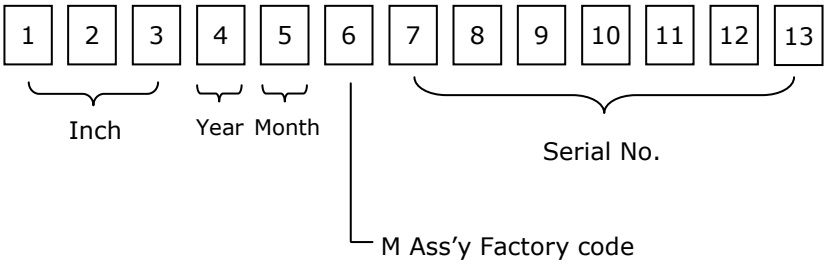 1 2 3 4 5 6 7 8 9 10 11 12 13
Inch Year Month
Serial No.
M Ass’y Factory code